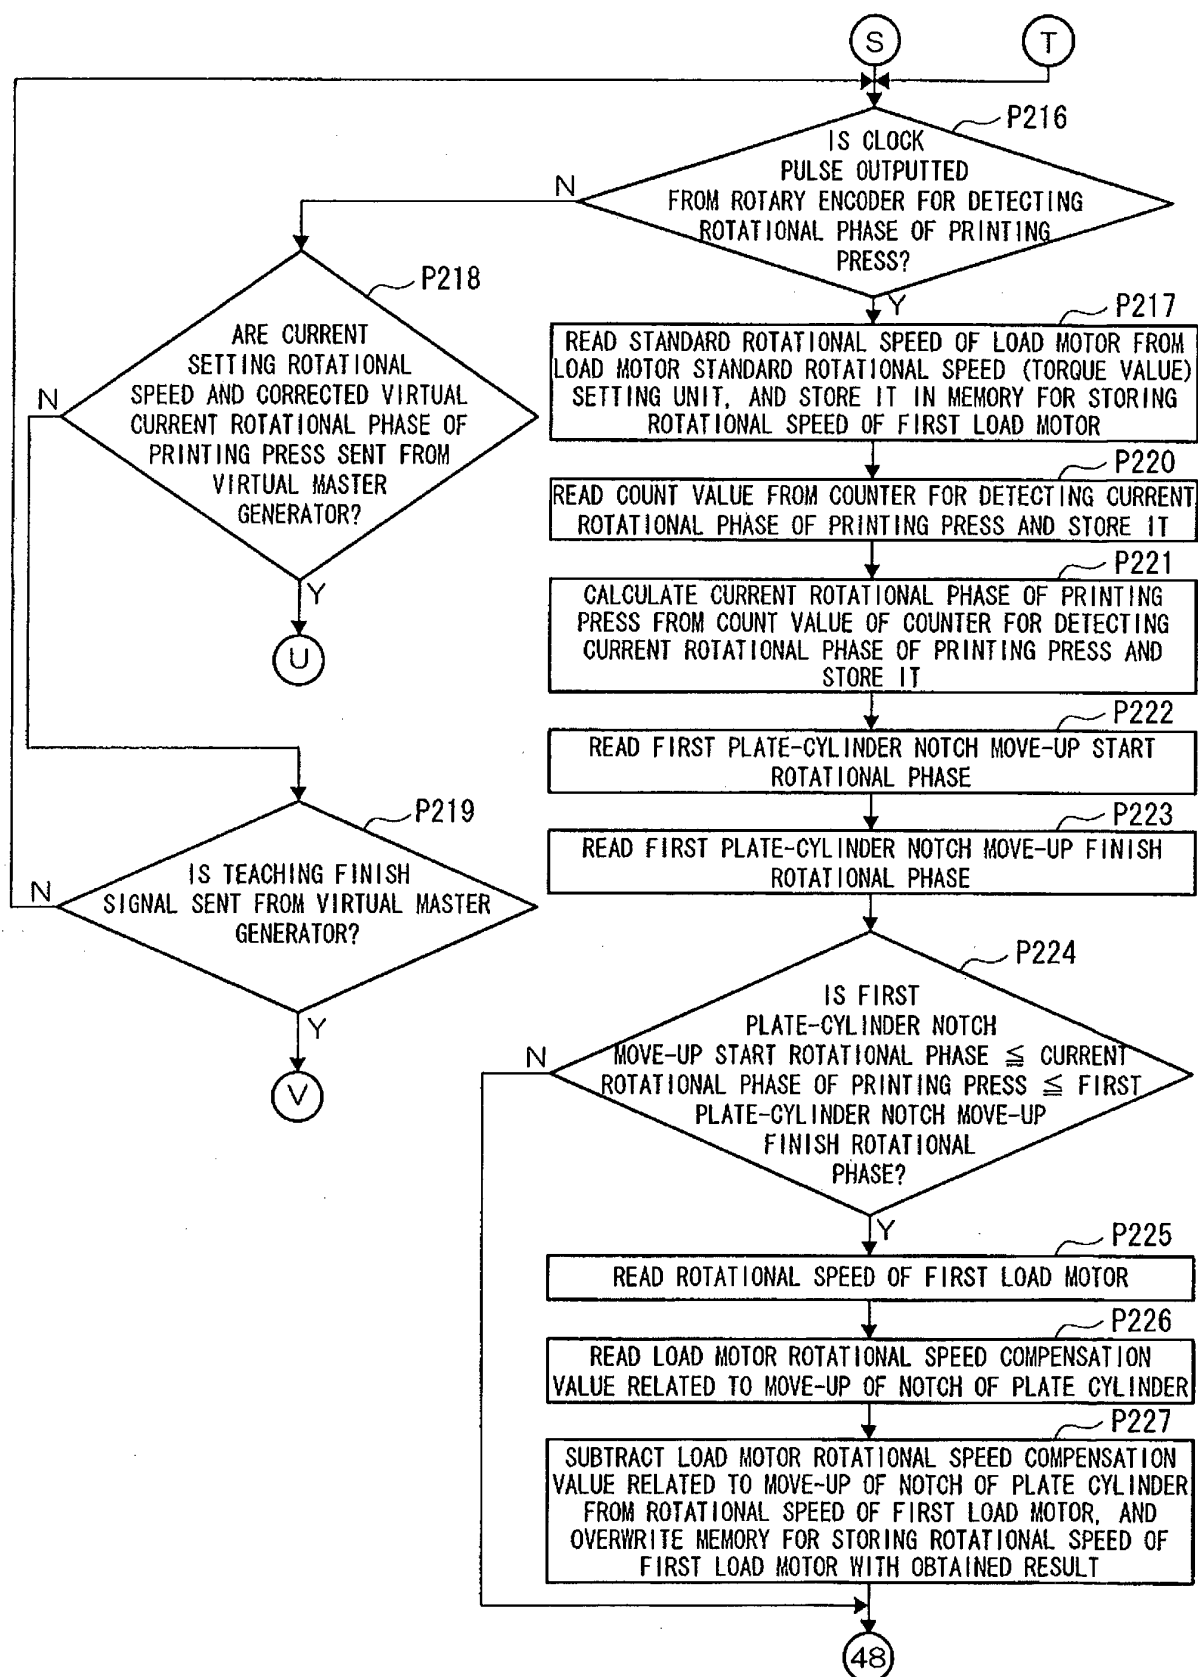 S
T
P216
IS CLOCK
PULSE OUTPUTTED
FROM ROTARY ENCODER FOR DETECTING
ROTATIONAL PHASE OF PRINTING
PRESS?
N
Y
P218
ARE CURRENT
SETTING ROTATIONAL
SPEED AND CORRECTED VIRTUAL
CURRENT ROTATIONAL PHASE OF
PRINTING PRESS SENT FROM
VIRTUAL MASTER
GENERATOR?
N
Y
U
P219
IS TEACHING FINISH
SIGNAL SENT FROM VIRTUAL MASTER
GENERATOR?
N
Y
V
P217
READ STANDARD ROTATIONAL SPEED OF LOAD MOTOR FROM
LOAD MOTOR STANDARD ROTATIONAL SPEED (TORQUE VALUE)
SETTING UNIT, AND STORE IT IN MEMORY FOR STORING
ROTATIONAL SPEED OF FIRST LOAD MOTOR
P220
READ COUNT VALUE FROM COUNTER FOR DETECTING CURRENT
ROTATIONAL PHASE OF PRINTING PRESS AND STORE IT
P221
CALCULATE CURRENT ROTATIONAL PHASE OF PRINTING
PRESS FROM COUNT VALUE OF COUNTER FOR DETECTING
CURRENT ROTATIONAL PHASE OF PRINTING PRESS AND
STORE IT
P222
READ FIRST PLATE-CYLINDER NOTCH MOVE-UP START
ROTATIONAL PHASE
P223
READ FIRST PLATE-CYLINDER NOTCH MOVE-UP FINISH
ROTATIONAL PHASE
P224
IS FIRST
PLATE-CYLINDER NOTCH
MOVE-UP START ROTATIONAL PHASE ≦ CURRENT
ROTATIONAL PHASE OF PRINTING PRESS ≦ FIRST
PLATE-CYLINDER NOTCH MOVE-UP
FINISH ROTATIONAL
PHASE?
N
Y
P225
READ ROTATIONAL SPEED OF FIRST LOAD MOTOR
P226
READ LOAD MOTOR ROTATIONAL SPEED COMPENSATION
VALUE RELATED TO MOVE-UP OF NOTCH OF PLATE CYLINDER
P227
SUBTRACT LOAD MOTOR ROTATIONAL SPEED COMPENSATION
VALUE RELATED TO MOVE-UP OF NOTCH OF PLATE CYLINDER
FROM ROTATIONAL SPEED OF FIRST LOAD MOTOR, AND
OVERWRITE MEMORY FOR STORING ROTATIONAL SPEED OF
FIRST LOAD MOTOR WITH OBTAINED RESULT
48